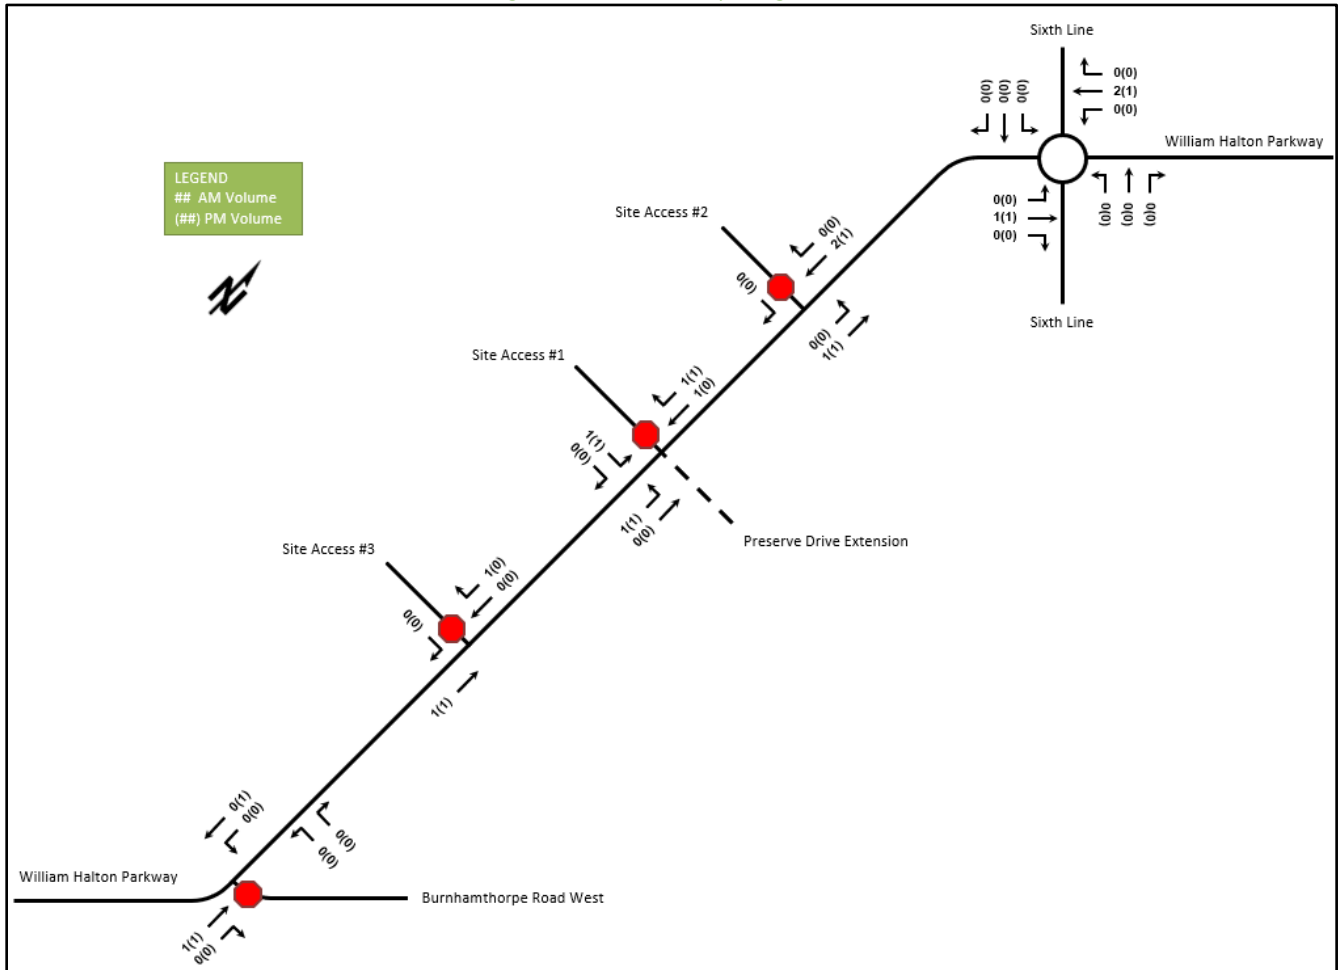 Sixth Line
0(0)
2(1)
0(0)
0(0)
0(0)
0(0)
William Halton Parkway
LEGEND
## AM Volume
(##) PM Volume
0(0)
1(1)
0(0)
0(0)
0(0)
0(0)
Sixth Line
N
Site Access #2
0(0)
2(1)
0(0)
0(0)
1(1)
Site Access #1
1(1)
1(0)
1(1)
0(0)
1(1)
0(0)
Preserve Drive Extension
Site Access #3
1(0)
0(0)
0(0)
1(1)
0(1)
0(0)
0(0)
0(0)
William Halton Parkway
Burnhamthorpe Road West
1(1)
0(0)